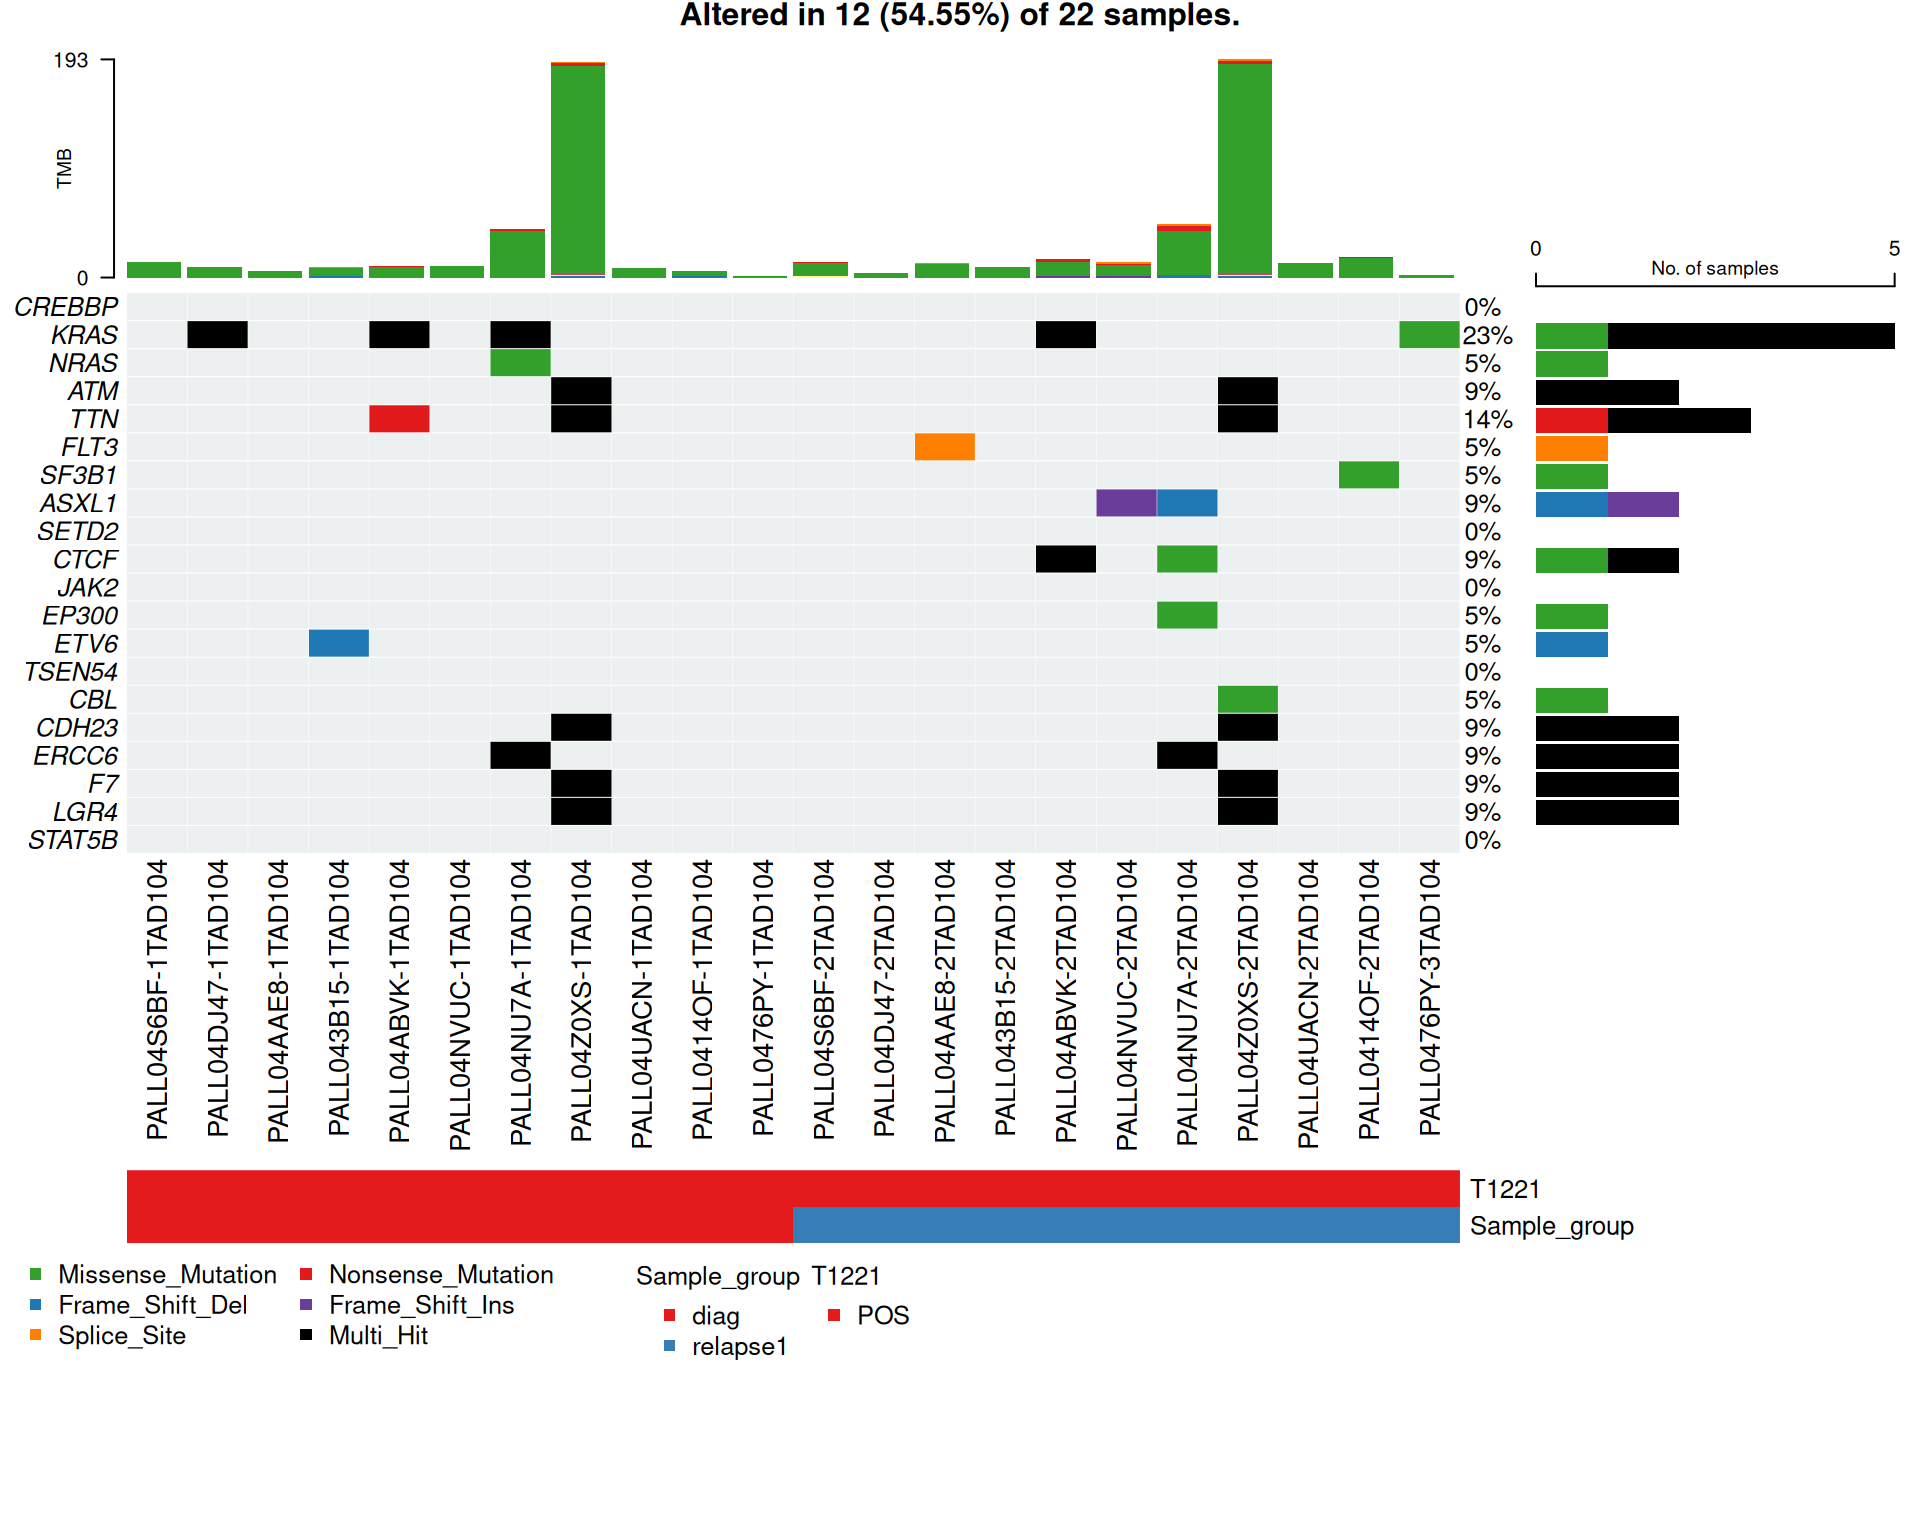 Altered in 12 (54.55%) of 22 samples.
193
TMB
0
0
5
No. of samples
CREBBP 0%
KRAS 23%
NRAS 5%
ATM 9%
TTN 14%
FLT3 5%
SF3B1 5%
ASXL1 9%
SETD2 0%
CTCF 9%
JAK2 0%
EP300 5%
ETV6 5%
TSEN54 0%
CBL 5%
CDH23 9%
ERCC6 9%
F7 9%
LGR4 9%
STAT5B 0%
PALL04S6BF-1TAD104
PALL04DJ47-1TAD104
PALL04AAE8-1TAD104
PALL043B15-1TAD104
PALL04ABVK-1TAD104
PALL04NVUC-1TAD104
PALL04NU7A-1TAD104
PALL04Z0XS-1TAD104
PALL04UACN-1TAD104
PALL0414OF-1TAD104
PALL0476PY-1TAD104
PALL04S6BF-2TAD104
PALL04DJ47-2TAD104
PALL04AAE8-2TAD104
PALL043B15-2TAD104
PALL04ABVK-2TAD104
PALL04NVUC-2TAD104
PALL04NU7A-2TAD104
PALL04Z0XS-2TAD104
PALL04UACN-2TAD104
PALL0414OF-2TAD104
PALL0476PY-3TAD104
T1221
Sample_group
Missense_Mutation Nonsense_Mutation
Frame_Shift_Del Frame_Shift_Ins
Splice_Site Multi_Hit
Sample_group T1221
diag POS
relapse1